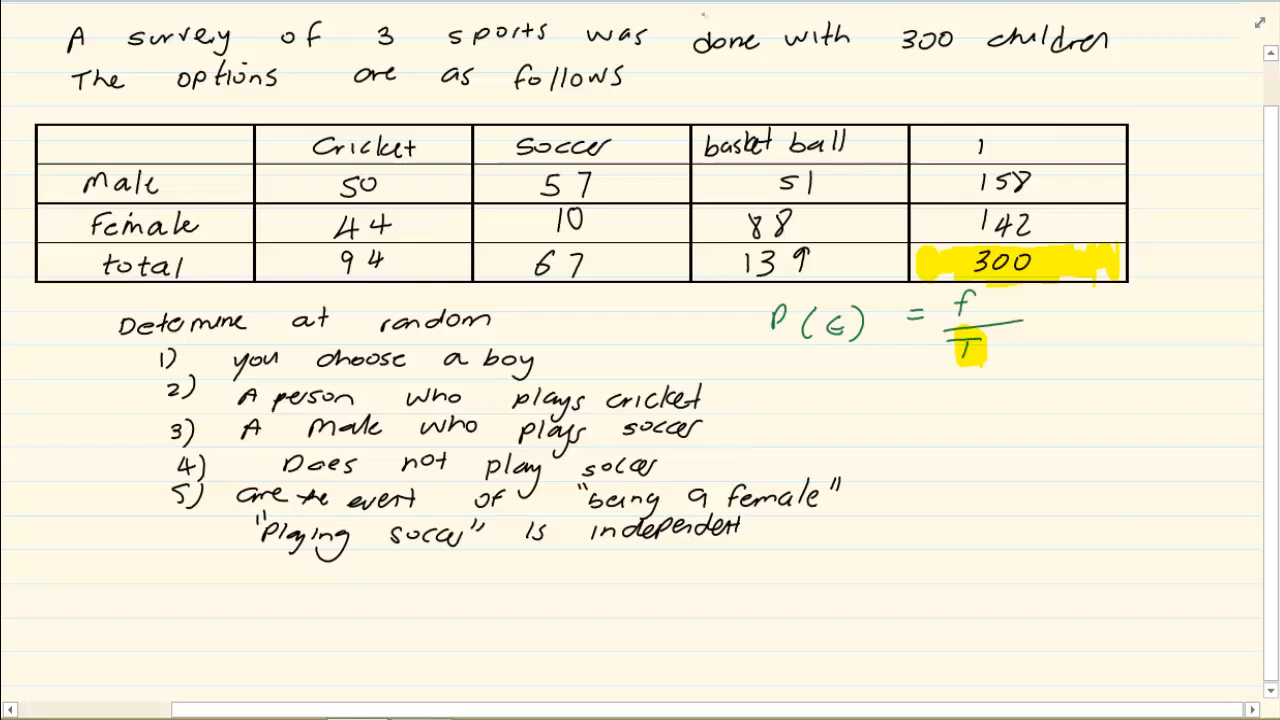 A survey of 3 sports was done with 300 children
The options are as follows
Cricket soccer basket ball 1
Male 50 57 51 158
Female 44 10 88 142
total 94 67 139 300
Determine at random
P(E) = f
T
1) you choose a boy
2) A person who plays cricket
3) A male who plays soccer
4) Does not play soccer
5) are the event of "being a female"
"Playing soccer" is independent